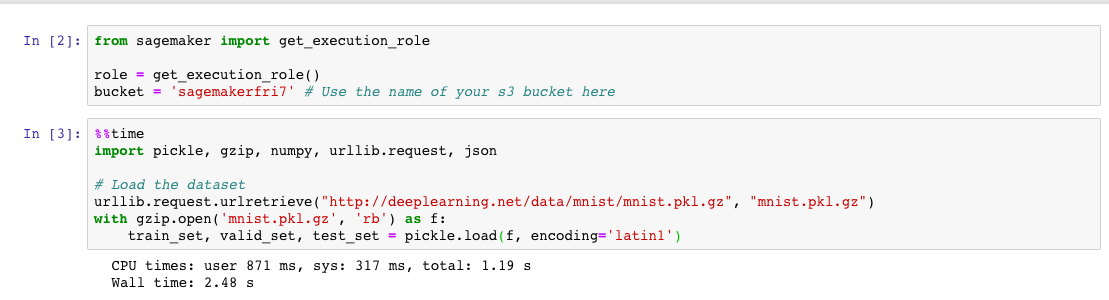 In [2]: from sagemaker import get_execution_role
role = get_execution_role()
bucket = 'sagemakerfri7' # Use the name of your s3 bucket here
In [3]: %%time
import pickle, gzip, numpy, urllib.request, json
# Load the dataset
urllib.request.urlretrieve("http://deeplearning.net/data/mnist/mnist.pkl.gz", "mnist.pkl.gz")
with gzip.open('mnist.pkl.gz', 'rb') as f:
    train_set, valid_set, test_set = pickle.load(f, encoding='latin1')
CPU times: user 871 ms, sys: 317 ms, total: 1.19 s
Wall time: 2.48 s